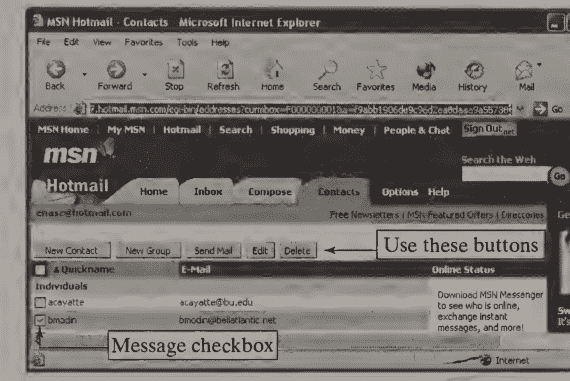 MSN Hotmail - Contacts - Microsoft Internet Explorer
File Edit View Favorites Tools Help
Back Forward Stop Refresh Home Search Favorites Media History Mail
Address
Go
MSN Home | My MSN | Hotmail | Search | Shopping | Money | People & Chat Sign Out.net
msn
Search the Web
Go
Hotmail Home Inbox Compose Contacts Options Help
Free Newsletters | MSN Featured Offers | Directories
New Contact New Group Send Mail Edit Delete
Use these buttons
Quickname E-Mail Online Status
Individuals
acayatte acayatte@bu.edu
bmodin bmodin@bellatlantic.net
Download MSN Messenger
to see who is online,
exchange instant
messages, and more!
Message checkbox
Internet